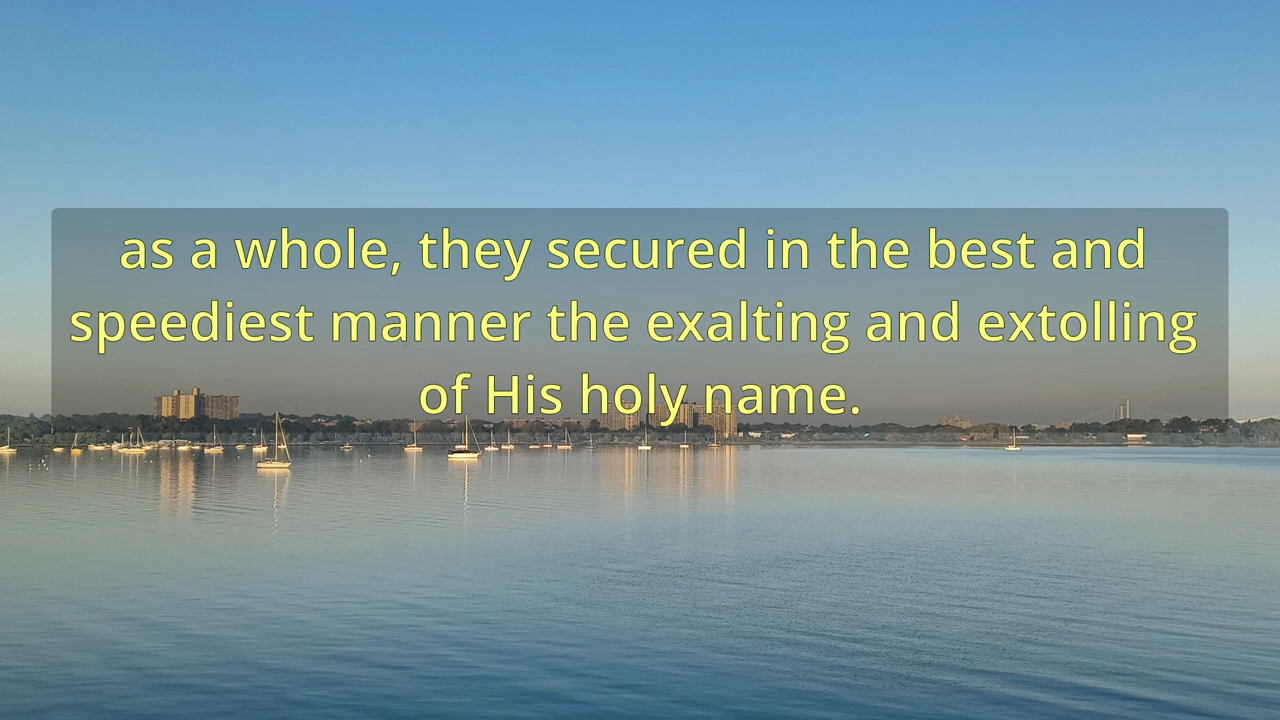 as a whole, they secured in the best and
speediest manner the exalting and extolling
of His holy name.